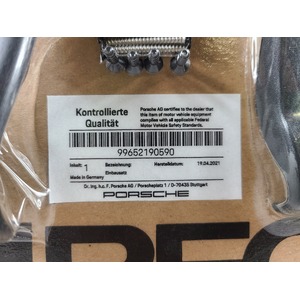 Kontrollierte
Qualität
Porsche AG certifies to the dealer that
this item of motor vehicle equipment
complies with all applicable Federal
Motor Vehicle Safety Standards.
99652190590
Inhalt: 1 Bezeichnung: Herstelldatum: 19.04.2021
Made in Germany Einbausatz
Dr. Ing. h.c. F. Porsche AG / Porscheplatz 1 / D-70435 Stuttgart
PORSCHE